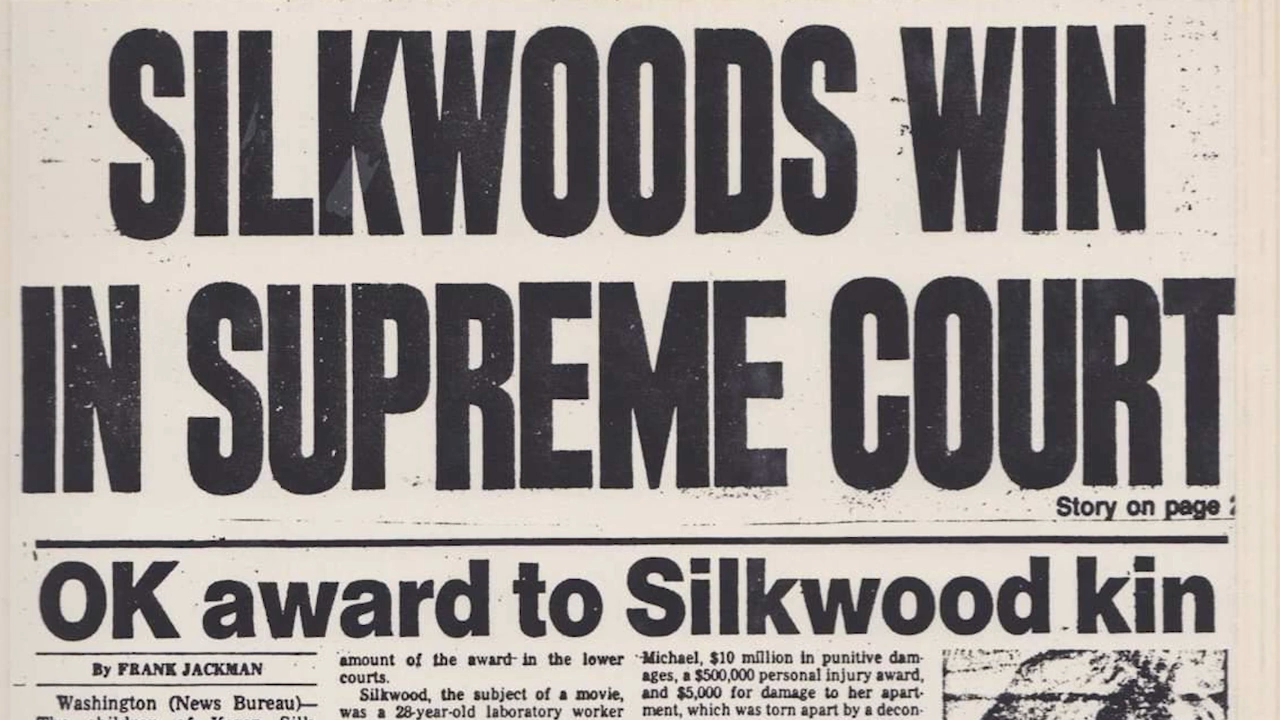 SILKWOODS WIN
IN SUPREME COURT
Story on page
OK award to Silkwood kin
By FRANK JACKMAN
Washington (News Bureau)—
amount of the award in the lower
courts.
Silkwood, the subject of a movie,
was a 28-year-old laboratory worker
Michael, $10 million in punitive dam-
ages, a $500,000 personal injury award,
and $5,000 for damage to her apart-
ment, which was torn apart by a decon-